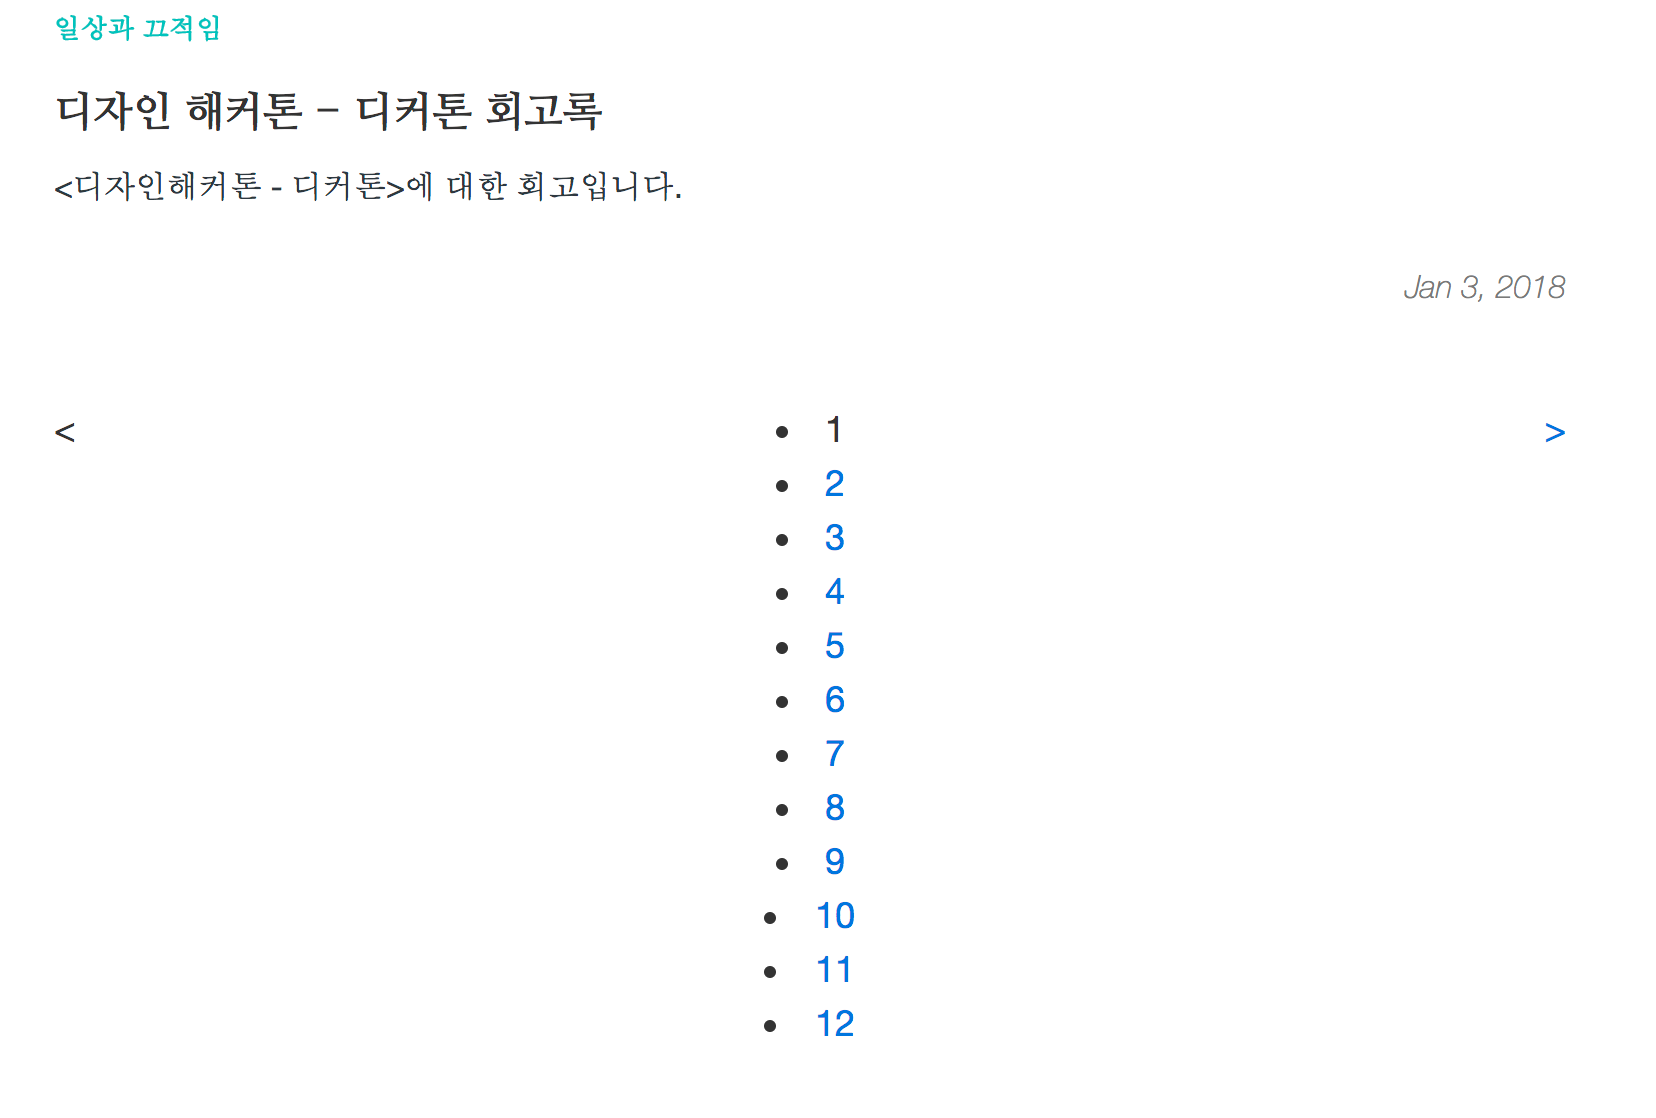 일상과 끄적임
디자인 해커톤 – 디커톤 회고록
<디자인해커톤 - 디커톤>에 대한 회고입니다.
Jan 3, 2018
< • 1 >
• 2
• 3
• 4
• 5
• 6
• 7
• 8
• 9
• 10
• 11
• 12